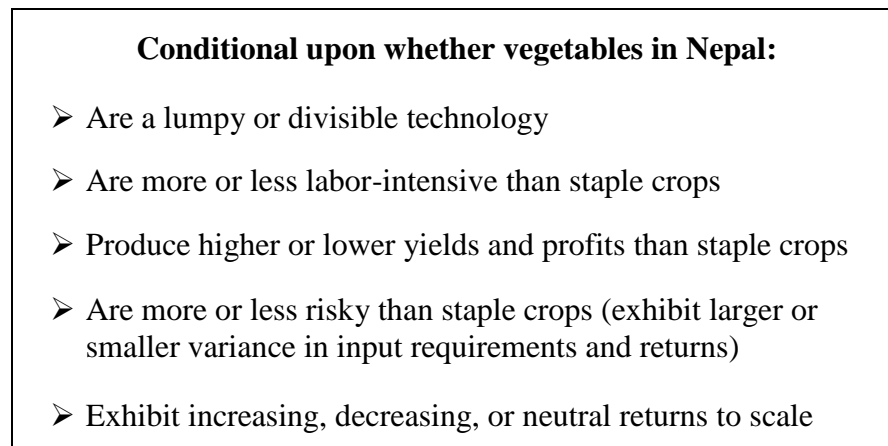 Conditional upon whether vegetables in Nepal:
➢ Are a lumpy or divisible technology
➢ Are more or less labor-intensive than staple crops
➢ Produce higher or lower yields and profits than staple crops
➢ Are more or less risky than staple crops (exhibit larger or
smaller variance in input requirements and returns)
➢ Exhibit increasing, decreasing, or neutral returns to scale